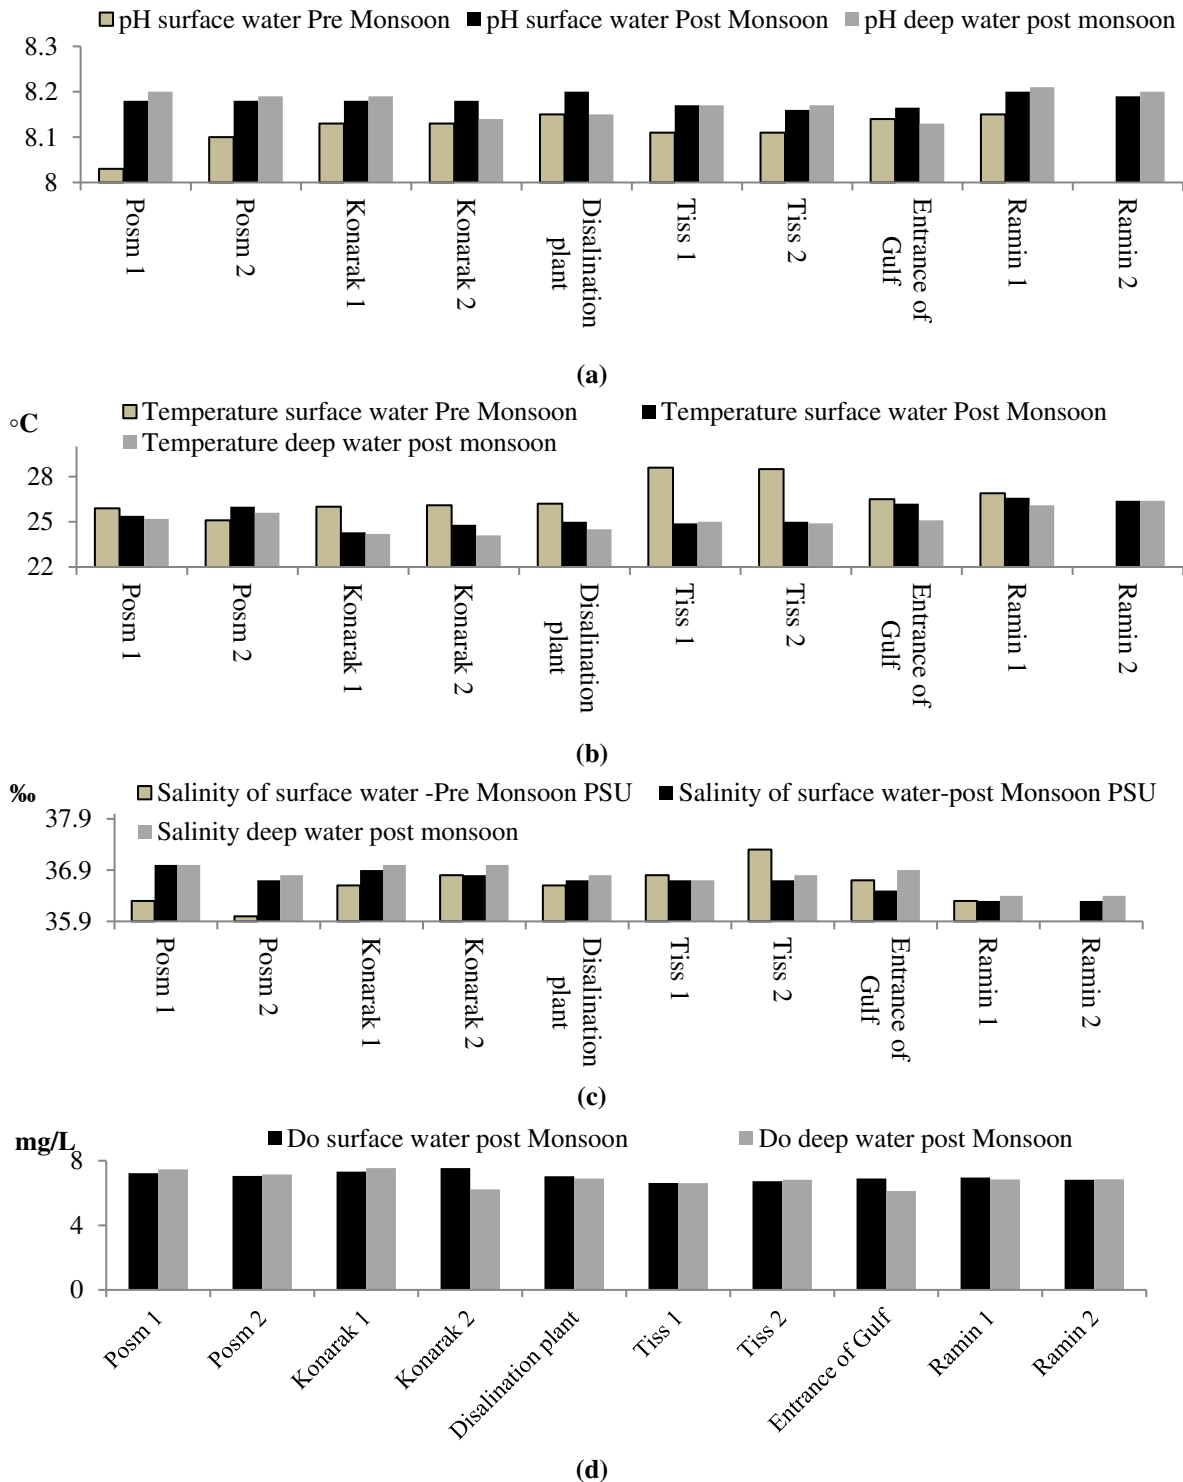 pH surface water Pre Monsoon pH surface water Post Monsoon pH deep water post monsoon
8.3
8.2
8.1
8
Posm 1
Posm 2
Konarak 1
Konarak 2
Disalination
plant
Tiss 1
Tiss 2
Entrance of
Gulf
Ramin 1
Ramin 2
(a)
°C
Temperature surface water Pre Monsoon Temperature surface water Post Monsoon
Temperature deep water post monsoon
28
25
22
Posm 1
Posm 2
Konarak 1
Konarak 2
Disalination
plant
Tiss 1
Tiss 2
Entrance of
Gulf
Ramin 1
Ramin 2
(b)
‰
Salinity of surface water -Pre Monsoon PSU Salinity of surface water-post Monsoon PSU
Salinity deep water post monsoon
37.9
36.9
35.9
Posm 1
Posm 2
Konarak 1
Konarak 2
Disalination
plant
Tiss 1
Tiss 2
Entrance of
Gulf
Ramin 1
Ramin 2
(c)
mg/L
Do surface water post Monsoon Do deep water post Monsoon
8
4
0
Posm 1
Posm 2
Konarak 1
Konarak 2
Disalination plant
Tiss 1
Tiss 2
Entrance of Gulf
Ramin 1
Ramin 2
(d)